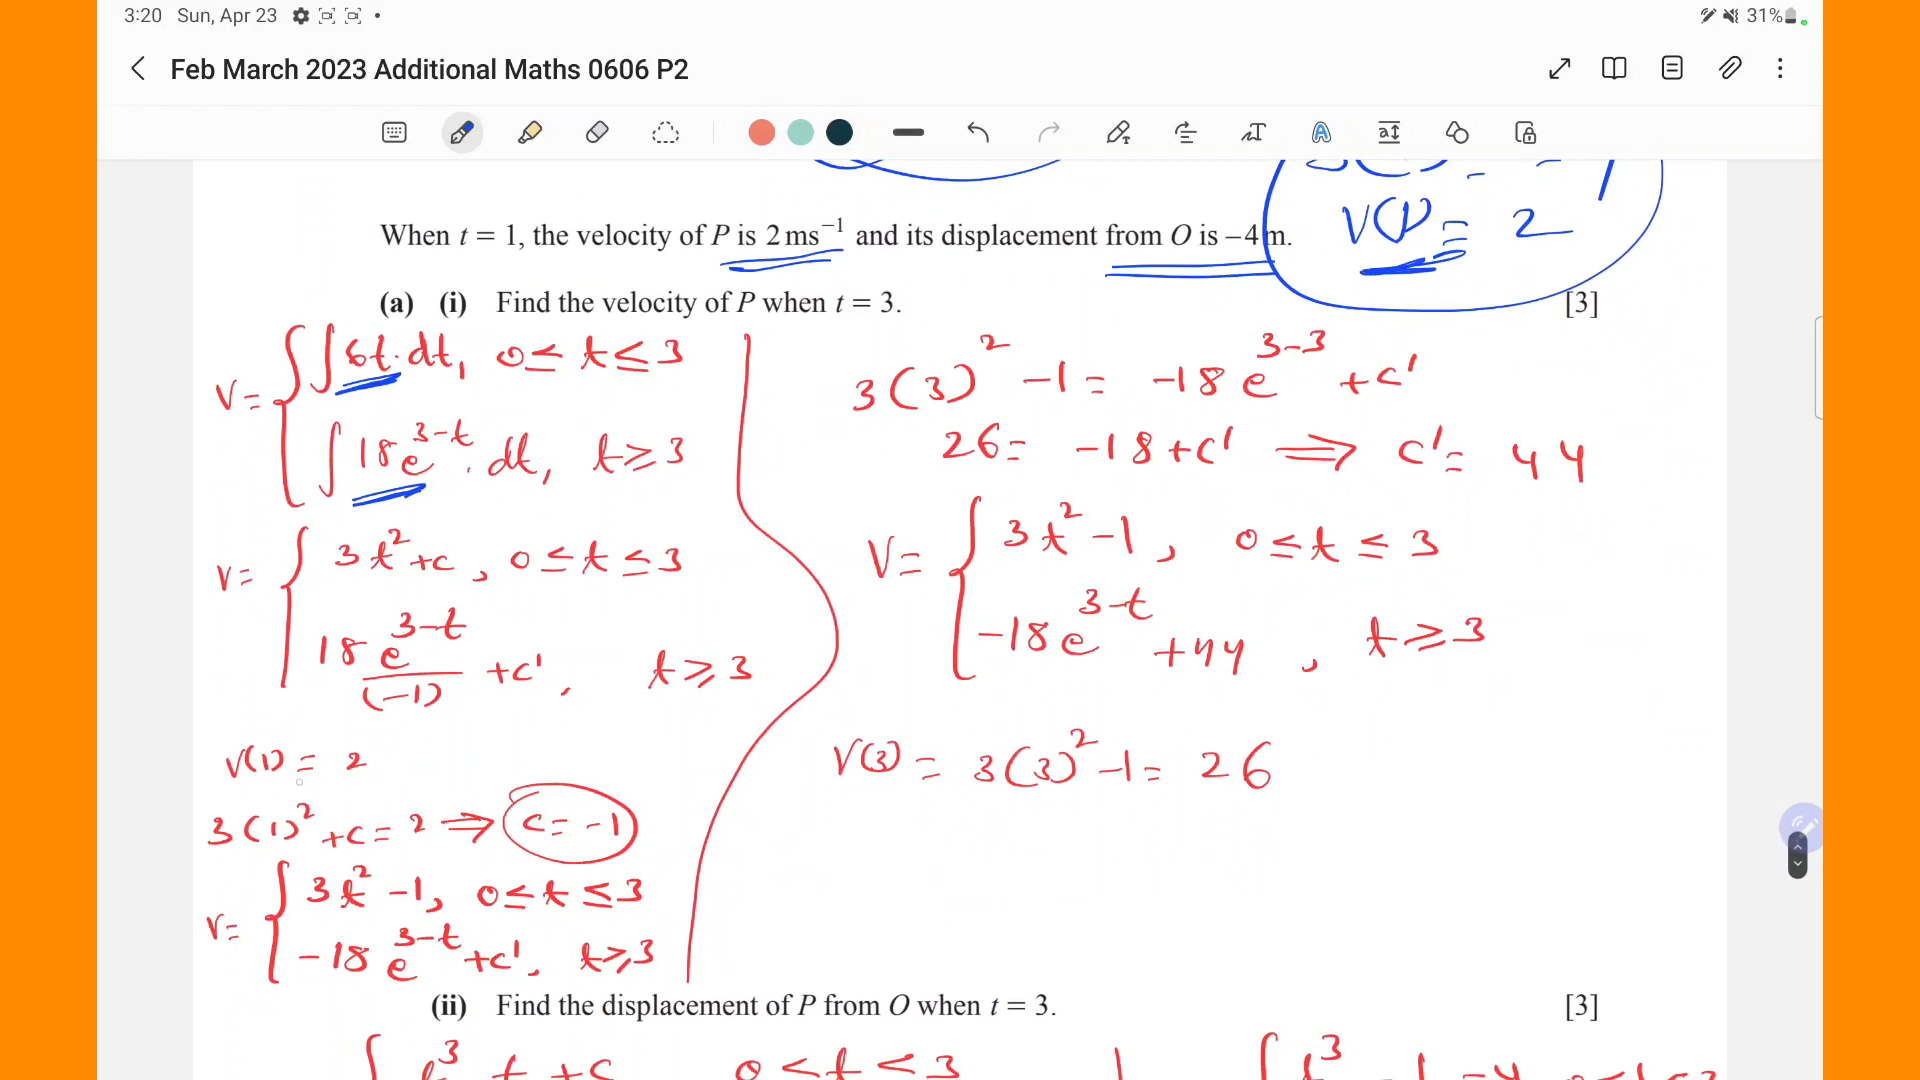 3:20 Sun, Apr 23
31%
Feb March 2023 Additional Maths 0606 P2
V(1) = 2
When t = 1, the velocity of P is 2 ms⁻¹ and its displacement from O is −4 m.
(a) (i) Find the velocity of P when t = 3. [3]
V = { ∫ 6t · dt, 0 ≤ t ≤ 3
∫ 18e^(3−t) · dt, t ≥ 3
V = { 3t² + c, 0 ≤ t ≤ 3
18 e^(3−t)/(−1) + c', t ≥ 3
V(1) = 2
3(1)² + c = 2 ⇒ c = −1
V = { 3t² − 1, 0 ≤ t ≤ 3
−18 e^(3−t) + c', t ≥ 3
3(3)² − 1 = −18 e^(3−3) + c'
26 = −18 + c' ⇒ c' = 44
V = { 3t² − 1, 0 ≤ t ≤ 3
−18e^(3−t) + 44, t ≥ 3
V(3) = 3(3)² − 1 = 26
(ii) Find the displacement of P from O when t = 3. [3]